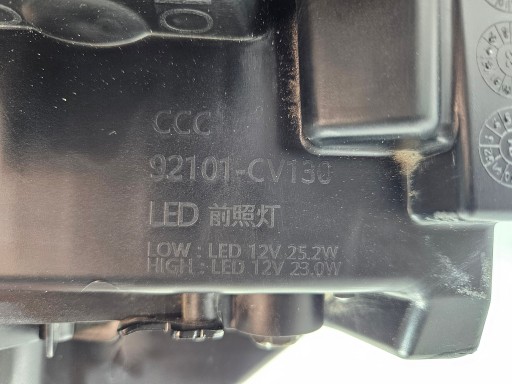 CCC
92101-CV130
LED 前照灯
LOW : LED 12V 25.2W
HIGH : LED 12V 23.0W